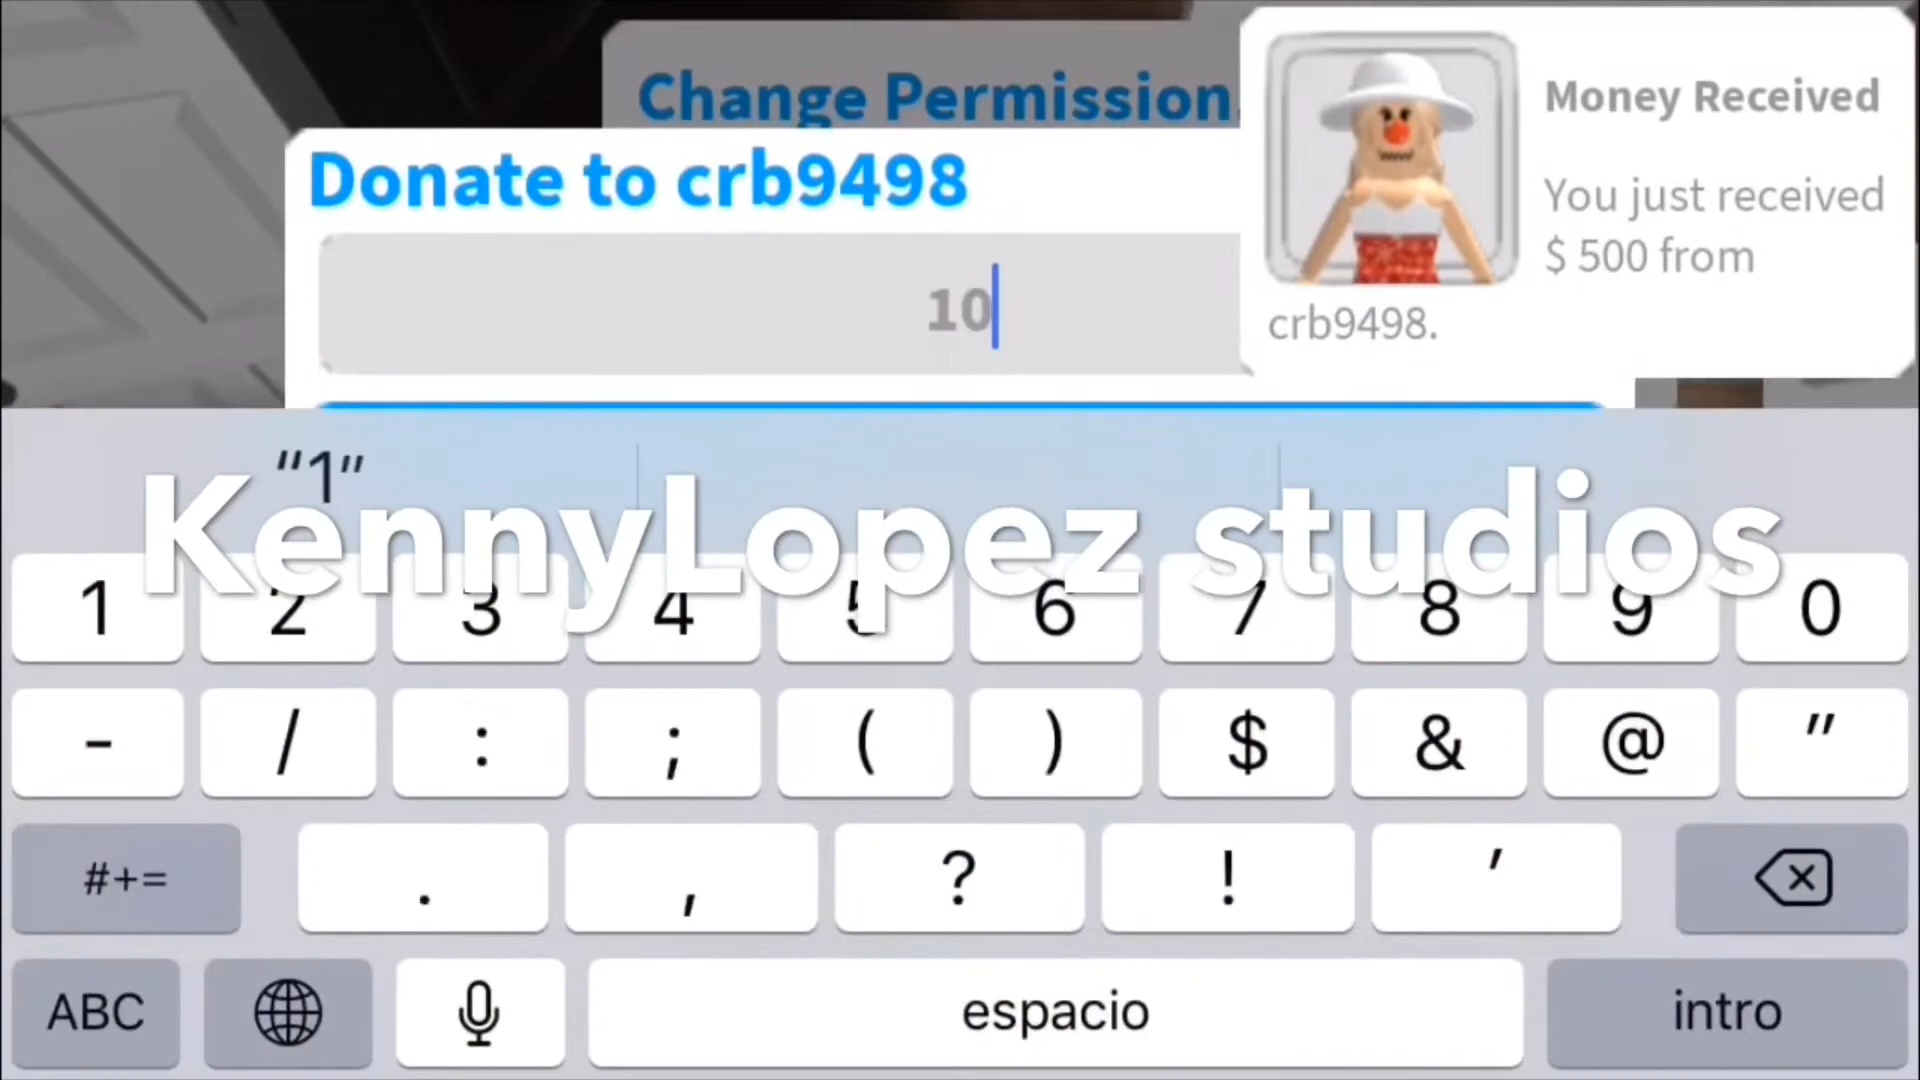 Change Permission
Money Received
Donate to crb9498
You just received
$ 500 from
crb9498.
10
“1”
KennyLopez studios
1 2 3 4 5 6 7 8 9 0
- / : ; ( ) $ & @ "
#+= . , ? ! '
ABC espacio intro